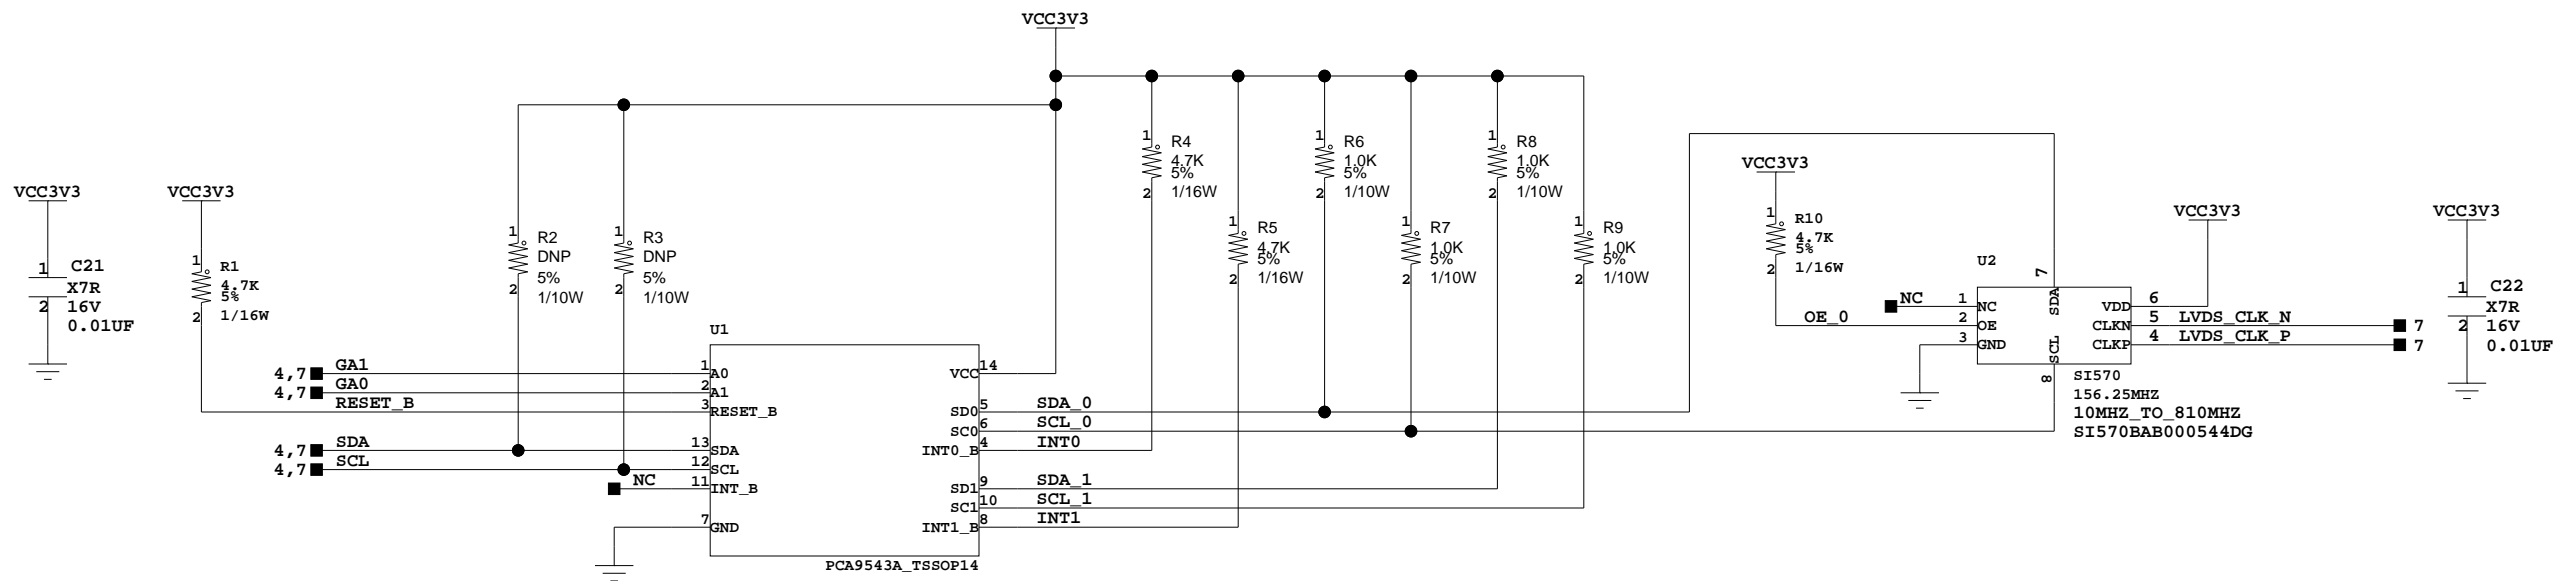 VCC3V3
VCC3V3
1
C21
X7R
2
16V
0.01UF
VCC3V3
1
R1
4.7K
5%
2
1/16W
1
R2
DNP
5%
2
1/10W
1
R3
DNP
5%
2
1/10W
1
R4
4.7K
5%
2
1/16W
1
R5
4.7K
5%
2
1/16W
1
R6
1.0K
5%
2
1/10W
1
R7
1.0K
5%
2
1/10W
1
R8
1.0K
5%
2
1/10W
1
R9
1.0K
5%
2
1/10W
U1
4,7 GA1 1 A0
4,7 GA0 2 A1
RESET_B 3 RESET_B
4,7 SDA 13 SDA
4,7 SCL 12 SCL
NC 11 INT_B
7 GND
VCC 14
SD0 5 SDA_0
SC0 6 SCL_0
INT0_B 4 INT0
SD1 9 SDA_1
SC1 10 SCL_1
INT1_B 8 INT1
PCA9543A_TSSOP14
VCC3V3
1
R10
4.7K
5%
2
1/16W
U2
7
SDA
NC 1 NC
OE_0 2 OE
3 GND
SCL
8
VCC3V3
VDD 6
CLKN 5 LVDS_CLK_N 7
CLKP 4 LVDS_CLK_P 7
SI570
156.25MHZ
10MHZ_TO_810MHZ
SI570BAB000544DG
VCC3V3
1
C22
X7R
2
16V
0.01UF